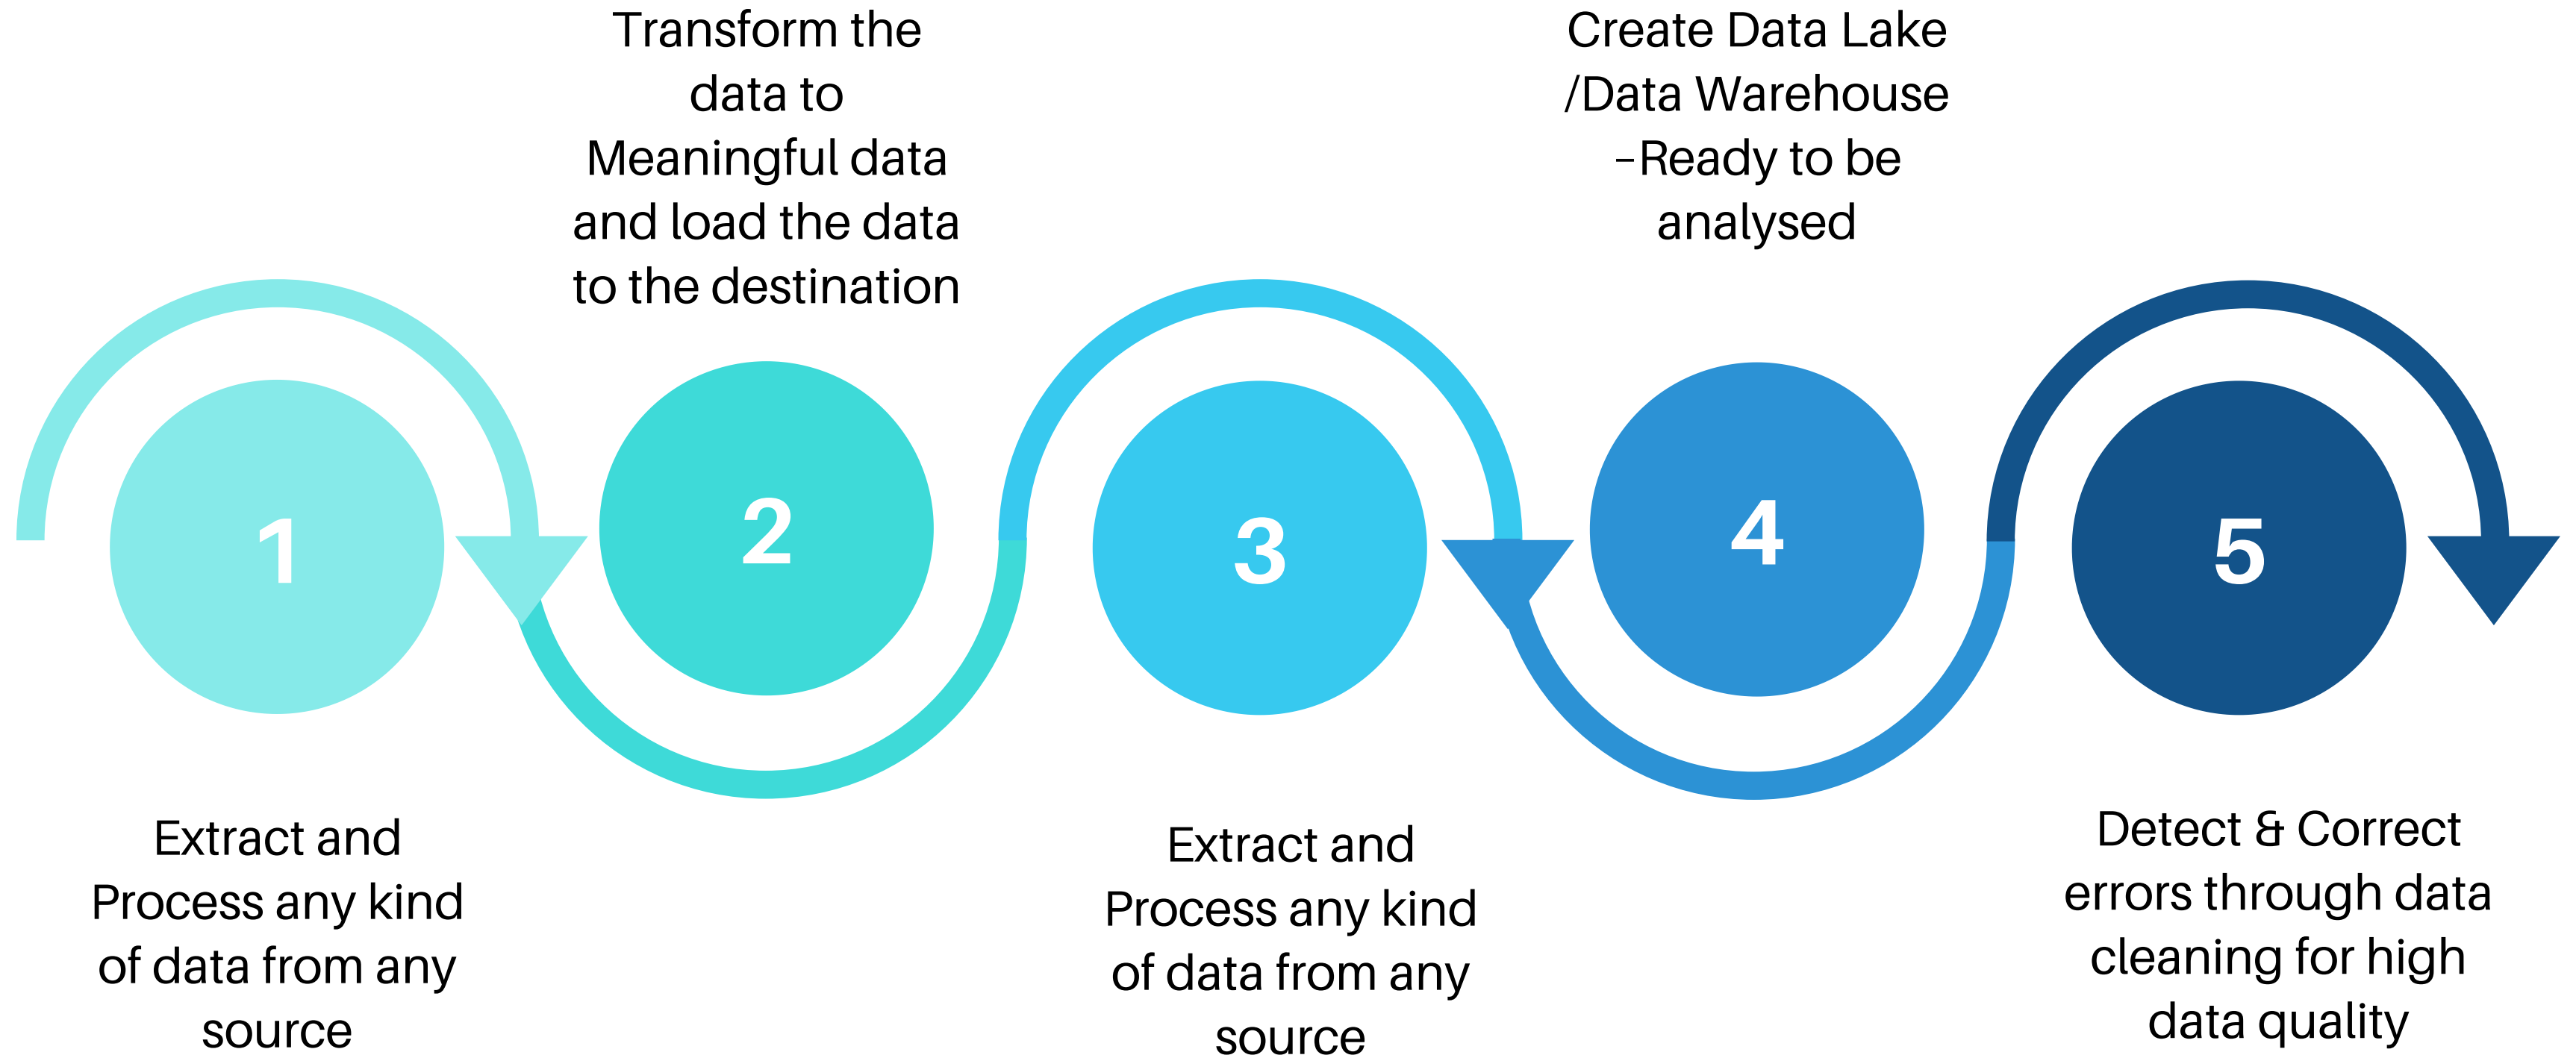 1
Extract and
Process any kind
of data from any
source
Transform the
data to
Meaningful data
and load the data
to the destination
2
3
Extract and
Process any kind
of data from any
source
Create Data Lake
/Data Warehouse
–Ready to be
analysed
4
5
Detect & Correct
errors through data
cleaning for high
data quality